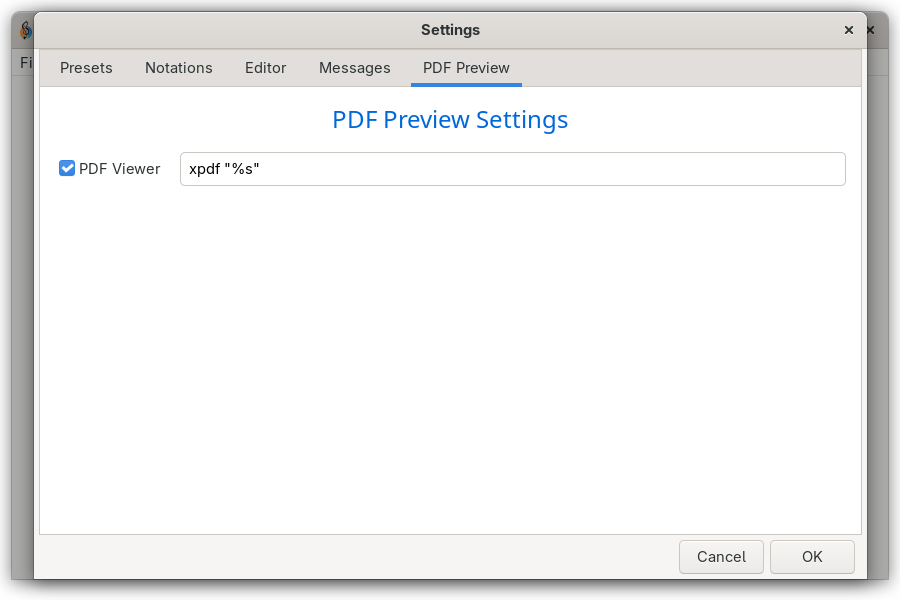 Settings
Fi
Presets Notations Editor Messages PDF Preview
PDF Preview Settings
PDF Viewer xpdf "%s"
Cancel OK